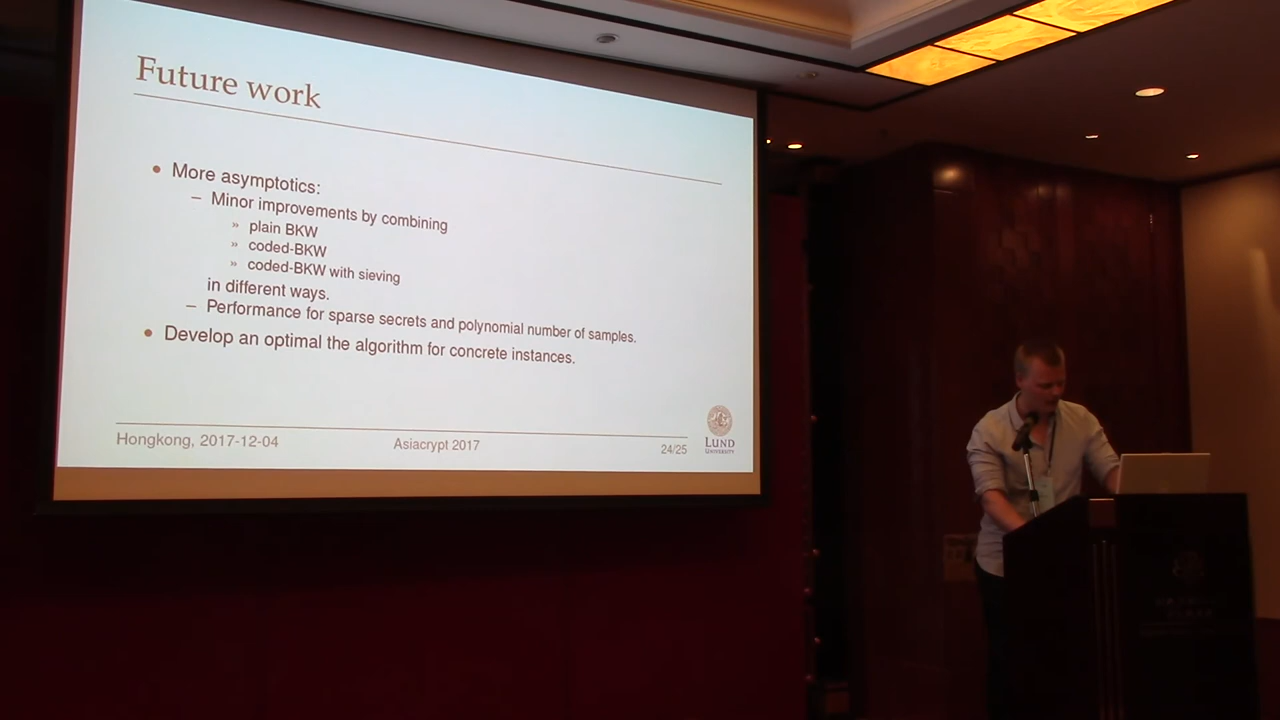 Future work
• More asymptotics:
– Minor improvements by combining
» plain BKW
» coded-BKW
» coded-BKW with sieving
in different ways.
– Performance for sparse secrets and polynomial number of samples.
• Develop an optimal the algorithm for concrete instances.
Hongkong, 2017-12-04
Asiacrypt 2017
24/25
LUND
UNIVERSITY